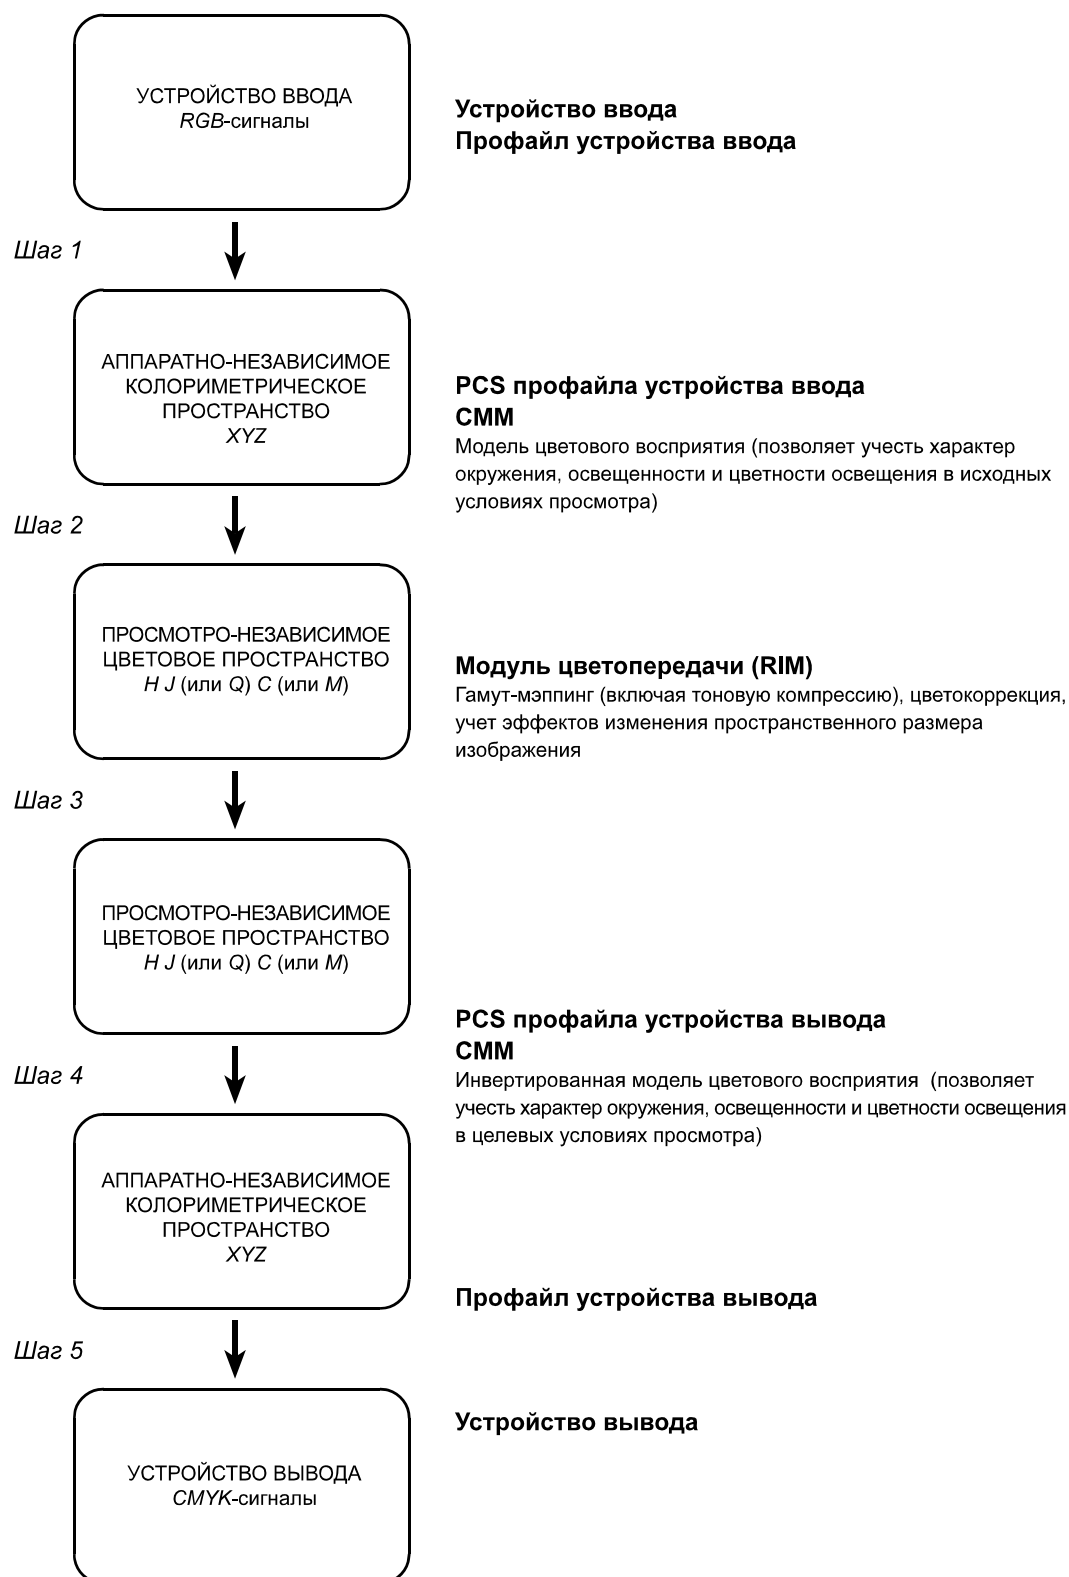 УСТРОЙСТВО ВВОДА
RGB-сигналы
Устройство ввода
Профайл устройства ввода
Шаг 1
АППАРАТНО-НЕЗАВИСИМОЕ
КОЛОРИМЕТРИЧЕСКОЕ
ПРОСТРАНСТВО
XYZ
PCS профайла устройства ввода
CMM
Модель цветового восприятия (позволяет учесть характер
окружения, освещенности и цветности освещения в исходных
условиях просмотра)
Шаг 2
ПРОСМОТРО-НЕЗАВИСИМОЕ
ЦВЕТОВОЕ ПРОСТРАНСТВО
H J (или Q) C (или M)
Модуль цветопередачи (RIM)
Гамут-мэппинг (включая тоновую компрессию), цветокоррекция,
учет эффектов изменения пространственного размера
изображения
Шаг 3
ПРОСМОТРО-НЕЗАВИСИМОЕ
ЦВЕТОВОЕ ПРОСТРАНСТВО
H J (или Q) C (или M)
PCS профайла устройства вывода
CMM
Инвертированная модель цветового восприятия (позволяет
учесть характер окружения, освещенности и цветности освещения
в целевых условиях просмотра)
Шаг 4
АППАРАТНО-НЕЗАВИСИМОЕ
КОЛОРИМЕТРИЧЕСКОЕ
ПРОСТРАНСТВО
XYZ
Профайл устройства вывода
Шаг 5
Устройство вывода
УСТРОЙСТВО ВЫВОДА
CMYK-сигналы